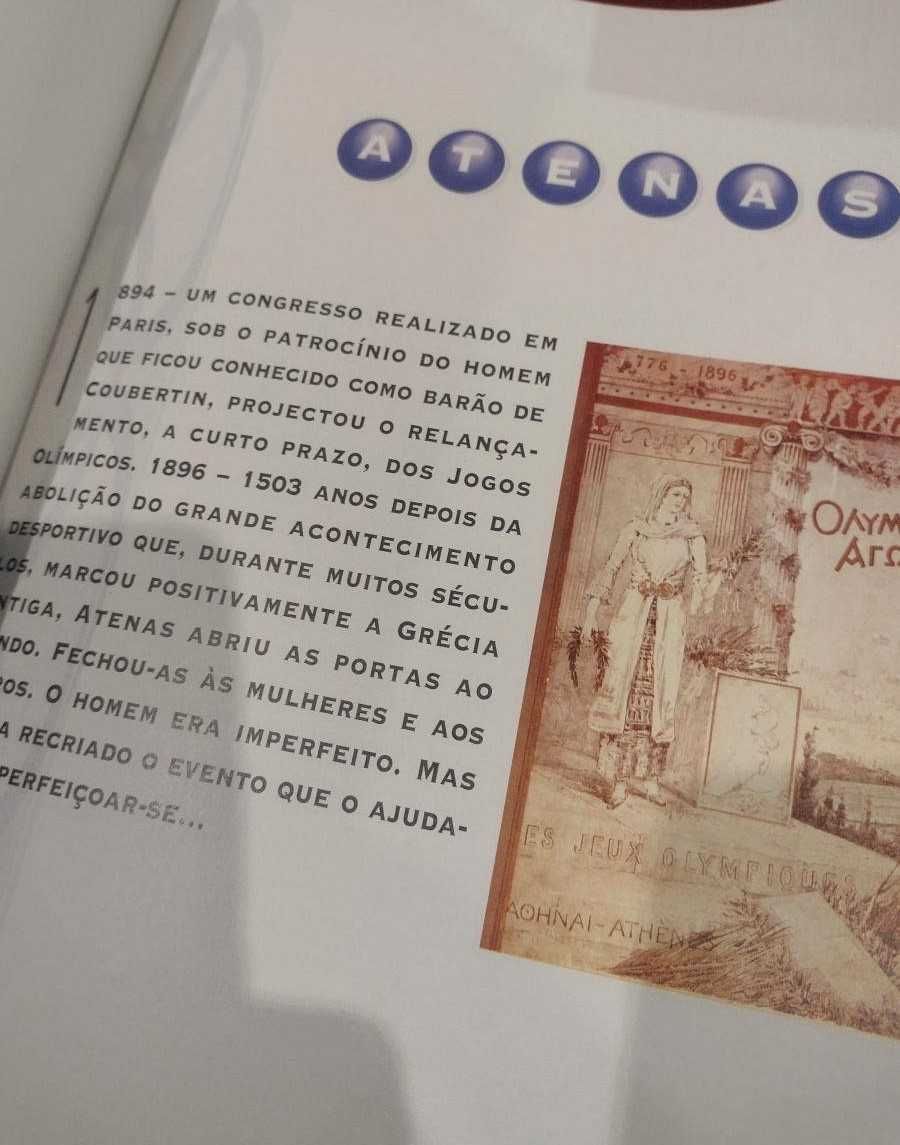 ATENAS
1894 – UM CONGRESSO REALIZADO EM
PARIS, SOB O PATROCÍNIO DO HOMEM
QUE FICOU CONHECIDO COMO BARÃO DE
COUBERTIN, PROJECTOU O RELANÇA-
MENTO, A CURTO PRAZO, DOS JOGOS
OLÍMPICOS. 1896 – 1503 ANOS DEPOIS DA
ABOLIÇÃO DO GRANDE ACONTECIMENTO
DESPORTIVO QUE, DURANTE MUITOS SÉCU-
LOS, MARCOU POSITIVAMENTE A GRÉCIA
NTIGA, ATENAS ABRIU AS PORTAS AO
NDO. FECHOU-AS ÀS MULHERES E AOS
OS. O HOMEM ERA IMPERFEITO. MAS
A RECRIADO O EVENTO QUE O AJUDA-
PERFEIÇOAR-SE...
776 - 1896
ΟΛΥΜ
ΑΓΩ
ES JEUX OLYMPIQUES
ΑΘΗΝΑΙ - ATHÈNES